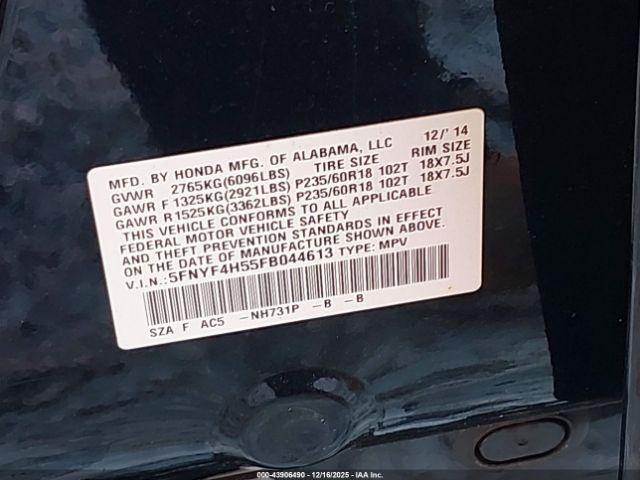 12/'14
MFD. BY HONDA MFG. OF ALABAMA, LLC
GVWR 2765KG(6096LBS) TIRE SIZE RIM SIZE
GAWR F 1325KG(2921LBS) P235/60R18 102T 18X7.5J
GAWR R 1525KG(3362LBS) P235/60R18 102T 18X7.5J
THIS VEHICLE CONFORMS TO ALL APPLICABLE
FEDERAL MOTOR VEHICLE SAFETY
AND THEFT PREVENTION STANDARDS IN EFFECT
ON THE DATE OF MANUFACTURE SHOWN ABOVE.
V.I.N.: 5FNYF4H55FB044613 TYPE: MPV
SZA F AC5 -NH731P -B -B
000-43906490 - 12/16/2025 - IAA Inc.